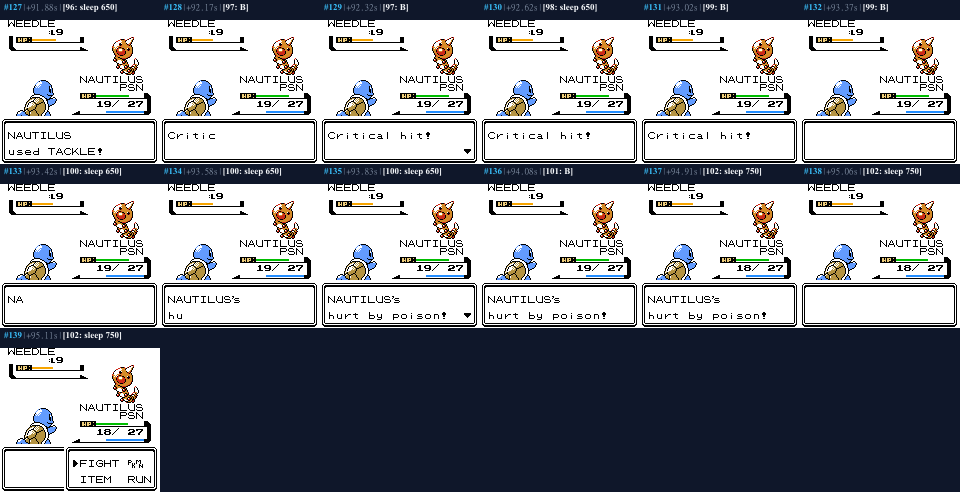 #127 | +91.88s | [96: sleep 650]
WEEDLE
:L9
HP:
NAUTILUS
PSN
HP:
19/ 27
NAUTILUS
used TACKLE!
#128 | +92.17s | [97: B]
WEEDLE
:L9
HP:
NAUTILUS
PSN
HP:
19/ 27
Critic
#129 | +92.32s | [97: B]
WEEDLE
:L9
HP:
NAUTILUS
PSN
HP:
19/ 27
Critical hit!
#130 | +92.62s | [98: sleep 650]
WEEDLE
:L9
HP:
NAUTILUS
PSN
HP:
19/ 27
Critical hit!
#131 | +93.02s | [99: B]
WEEDLE
:L9
HP:
NAUTILUS
PSN
HP:
19/ 27
Critical hit!
#132 | +93.37s | [99: B]
WEEDLE
:L9
HP:
NAUTILUS
PSN
HP:
19/ 27
#133 | +93.42s | [100: sleep 650]
WEEDLE
:L9
HP:
NAUTILUS
PSN
HP:
19/ 27
NA
#134 | +93.58s | [100: sleep 650]
WEEDLE
:L9
HP:
NAUTILUS
PSN
HP:
19/ 27
NAUTILUS's
hu
#135 | +93.83s | [100: sleep 650]
WEEDLE
:L9
HP:
NAUTILUS
PSN
HP:
19/ 27
NAUTILUS's
hurt by poison!
#136 | +94.08s | [101: B]
WEEDLE
:L9
HP:
NAUTILUS
PSN
HP:
19/ 27
NAUTILUS's
hurt by poison!
#137 | +94.91s | [102: sleep 750]
WEEDLE
:L9
HP:
NAUTILUS
PSN
HP:
18/ 27
NAUTILUS's
hurt by poison!
#138 | +95.06s | [102: sleep 750]
WEEDLE
:L9
HP:
NAUTILUS
PSN
HP:
18/ 27
#139 | +95.11s | [102: sleep 750]
WEEDLE
:L9
HP:
NAUTILUS
PSN
HP:
18/ 27
FIGHT PKMN
ITEM RUN